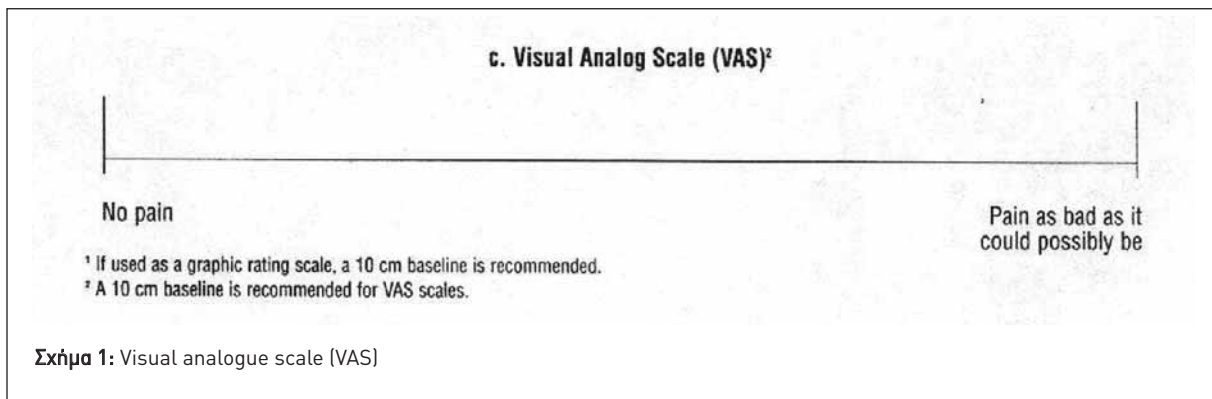 c. Visual Analog Scale (VAS)²
No pain
Pain as bad as it
could possibly be
¹ If used as a graphic rating scale, a 10 cm baseline is recommended.
² A 10 cm baseline is recommended for VAS scales.
Σχήμα 1: Visual analogue scale (VAS)